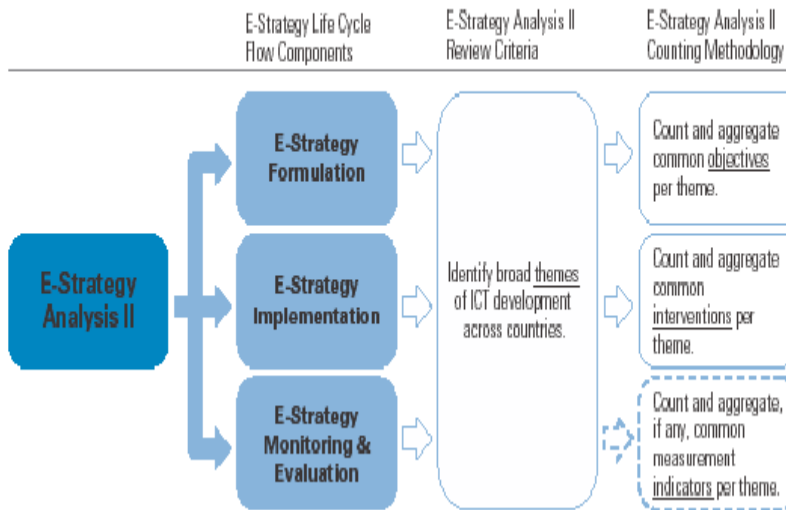 E-Strategy Life Cycle
Flow Components
E-Strategy Analysis II
Review Criteria
E-Strategy Analysis II
Counting Methodology
E-Strategy
Analysis II
E-Strategy
Formulation
E-Strategy
Implementation
E-Strategy
Monitoring &
Evaluation
Identify broad themes
of ICT development
across countries.
Count and aggregate
common objectives
per theme.
Count and aggregate
common
interventions per
theme.
Count and aggregate,
if any, common
measurement
indicators per theme.